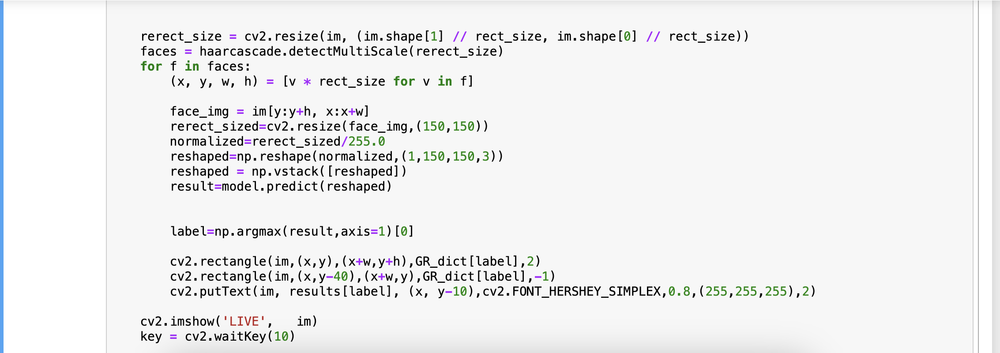 rerect_size = cv2.resize(im, (im.shape[1] // rect_size, im.shape[0] // rect_size))
faces = haarcascade.detectMultiScale(rerect_size)
for f in faces:
    (x, y, w, h) = [v * rect_size for v in f]
    face_img = im[y:y+h, x:x+w]
    rerect_sized=cv2.resize(face_img,(150,150))
    normalized=rerect_sized/255.0
    reshaped=np.reshape(normalized,(1,150,150,3))
    reshaped = np.vstack([reshaped])
    result=model.predict(reshaped)
    label=np.argmax(result,axis=1)[0]
    cv2.rectangle(im,(x,y),(x+w,y+h),GR_dict[label],2)
    cv2.rectangle(im,(x,y-40),(x+w,y),GR_dict[label],-1)
    cv2.putText(im, results[label], (x, y-10),cv2.FONT_HERSHEY_SIMPLEX,0.8,(255,255,255),2)
cv2.imshow('LIVE',   im)
key = cv2.waitKey(10)